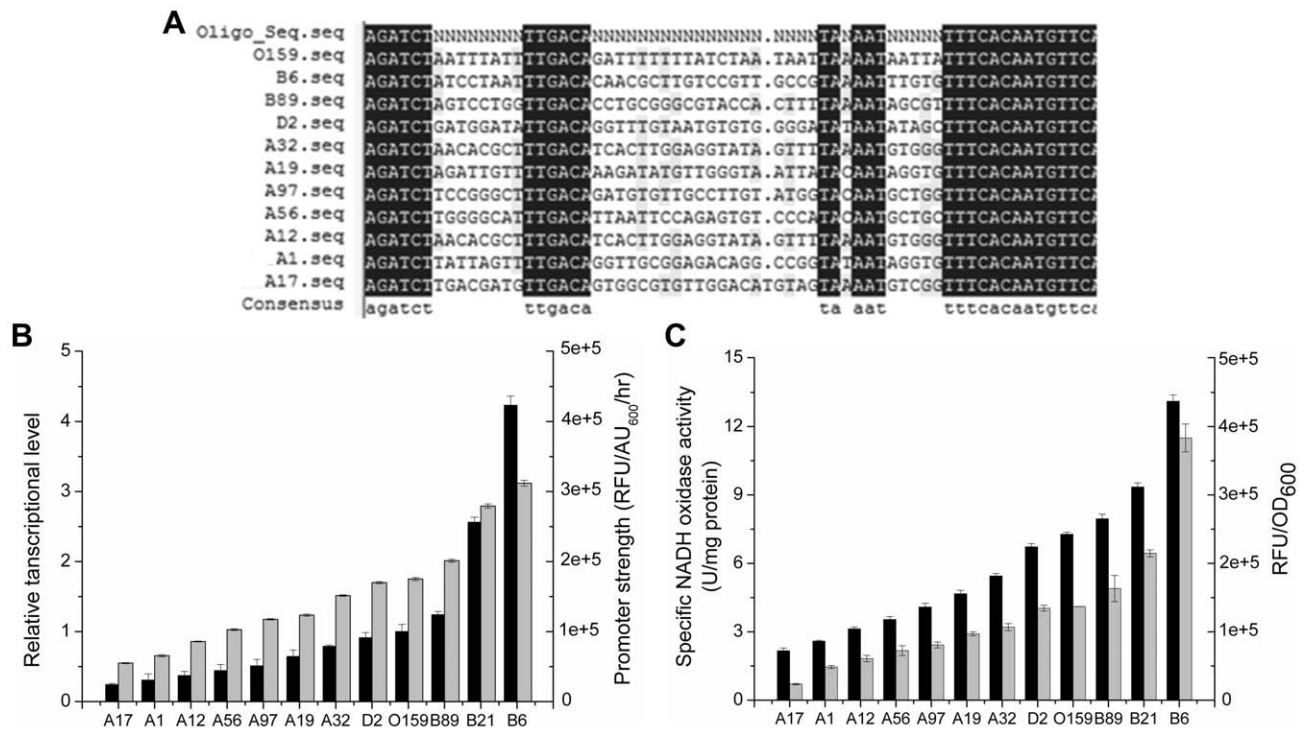 A
Oligo_Seq.seq AGATCTNNNNNNNNTTGACANNNNNNNNNNNNNNN.NNNNNTANAATNNNNNTTTCACAATGTTCA
O159.seq AGATCTAATTTATTTTGACAGATTTTTTTATCTAA.TAATTAAAATAATTATTTCACAATGTTCA
B6.seq AGATCTATCCTAATTTGACACAACGCTTGTCCGTT.GCCGTAAAATTTGTGTTTCACAATGTTCA
B89.seq AGATCTAGTCCTGGTTGACACCTGCGGGCGTACCA.CTTTTAAAATAGCGTTTTCACAATGTTCA
D2.seq AGATCTGATGGATATTGACAGGTTTGTAATGTGTG.GGGATATAATATAGCTTTCACAATGTTCA
A32.seq AGATCTAACACGCTTTGACATCACTTGGAGGTATA.GTTTTAAAATGTGGGTTTCACAATGTTCA
A19.seq AGATCTAGATTGTTTTGACAAAGATATGTTGGGTA.ATTATACAATAGGTGTTTCACAATGTTCA
A97.seq AGATCTTCCGGGCTTTGACAGATGTGTTGCCTTGT.ATGGTACAATGCTGGTTTCACAATGTTCA
A56.seq AGATCTTGGGGCATTTGACATTAATTCCAGAGTGT.CCCATACAATGCTGCTTTCACAATGTTCA
A12.seq AGATCTAACACGCTTTGACATCACTTGGAGGTATA.GTTTTAAAATGTGGGTTTCACAATGTTCA
A1.seq AGATCTTATTAGTTTTGACAGGTTGCGGAGACAGG.CCGGTATAATAGGTGTTTCACAATGTTCA
A17.seq AGATCTTGACGATGTTGACAGTGGCGTGTTGGACATGTAGTAAAATGTCGGTTTCACAATGTTCA
Consensus agatct ttgaca ta aat tttcacaatgttca
B
Relative tanscriptional level
5
4
3
2
1
0
5e+5
4e+5
3e+5
2e+5
1e+5
0
Promoter strength (RFU/AU600/hr)
A17 A1 A12 A56 A97 A19 A32 D2 O159 B89 B21 B6
C
Specific NADH oxidase activity
(U/mg protein)
15
12
9
6
3
0
5e+5
4e+5
3e+5
2e+5
1e+5
0
RFU/OD600
A17 A1 A12 A56 A97 A19 A32 D2 O159 B89 B21 B6